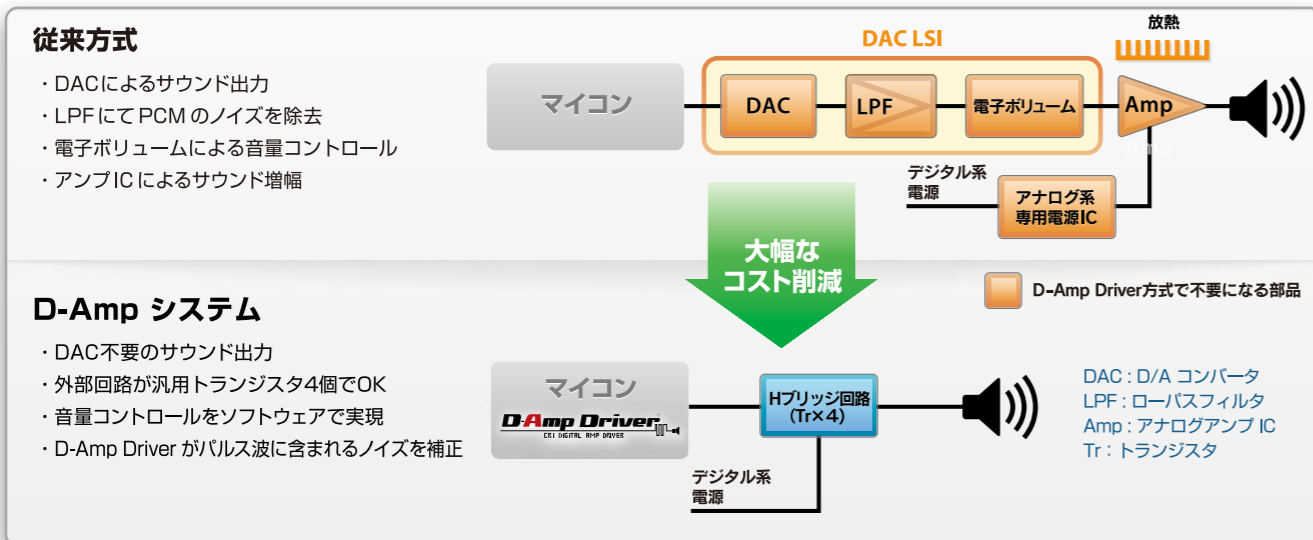 従来方式
・DACによるサウンド出力
・LPFにてPCMのノイズを除去
・電子ボリュームによる音量コントロール
・アンプICによるサウンド増幅
放熱
DAC LSI
マイコン
DAC
LPF
電子ボリューム
Amp
Amp
デジタル系
電源
アナログ系
専用電源IC
大幅な
コスト削減
D-Amp Driver方式で不要になる部品
D-Amp システム
・DAC不要のサウンド出力
・外部回路が汎用トランジスタ4個でOK
・音量コントロールをソフトウェアで実現
・D-Amp Driver がパルス波に含まれるノイズを補正
マイコン
D-Amp Driver
CRI DIGITAL AMP DRIVER
Hブリッジ回路
(Tr×4)
デジタル系
電源
DAC : D/A コンバータ
LPF : ローパスフィルタ
Amp : アナログアンプ IC
Tr : トランジスタ